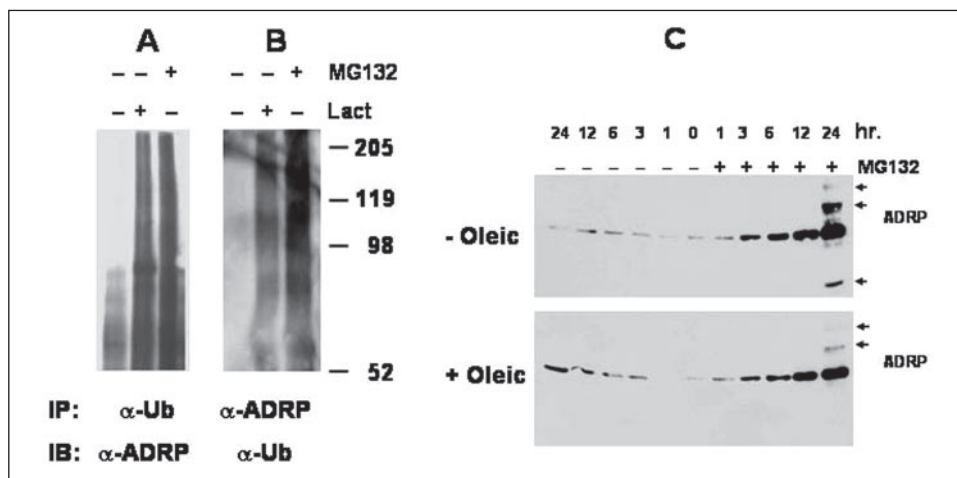 A B C
– – + – – + MG132
– + – – + – Lact
24 12 6 3 1 0 1 3 6 12 24 hr.
– – – – – – + + + + + MG132
205
119
98
52
- Oleic ADRP
+ Oleic ADRP
IP: α-Ub α-ADRP
IB: α-ADRP α-Ub